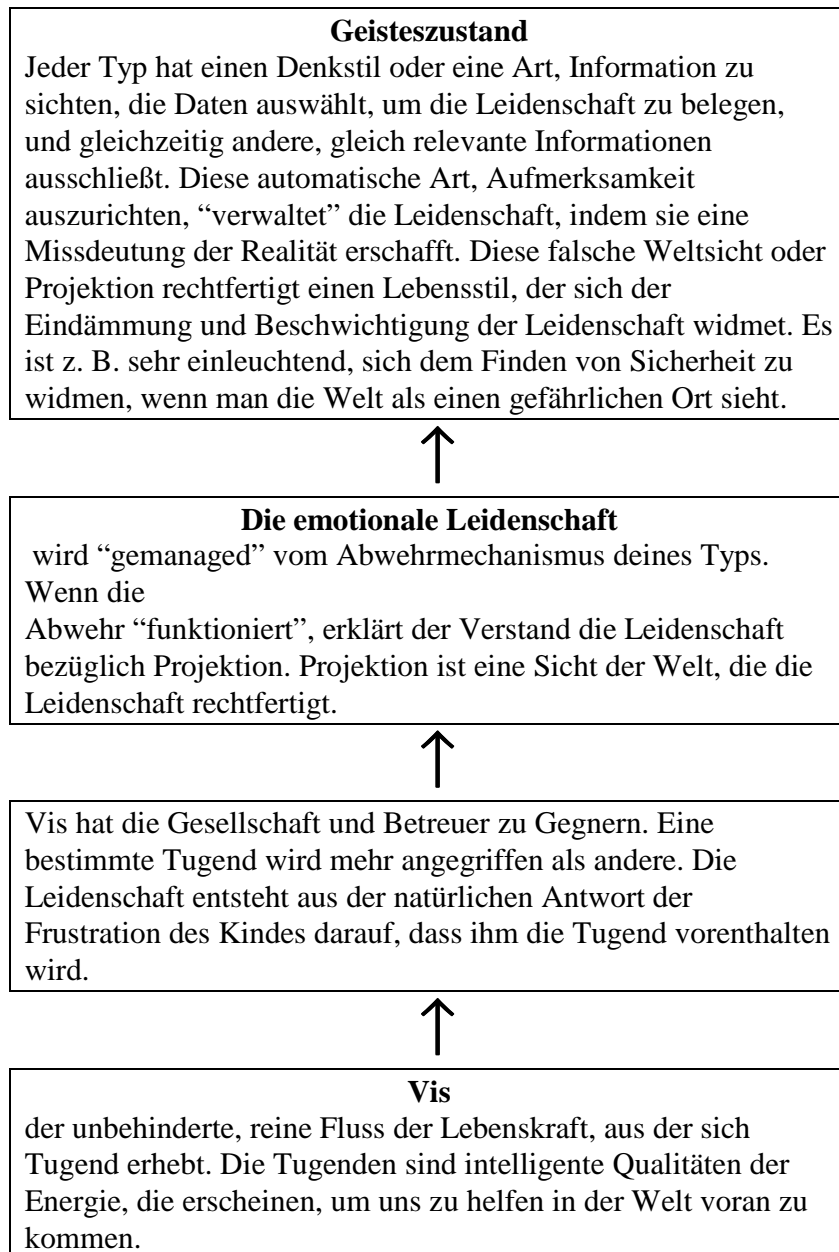 Geisteszustand
Jeder Typ hat einen Denkstil oder eine Art, Information zu
sichten, die Daten auswählt, um die Leidenschaft zu belegen,
und gleichzeitig andere, gleich relevante Informationen
ausschließt. Diese automatische Art, Aufmerksamkeit
auszurichten, “verwaltet” die Leidenschaft, indem sie eine
Missdeutung der Realität erschafft. Diese falsche Weltsicht oder
Projektion rechtfertigt einen Lebensstil, der sich der
Eindämmung und Beschwichtigung der Leidenschaft widmet. Es
ist z. B. sehr einleuchtend, sich dem Finden von Sicherheit zu
widmen, wenn man die Welt als einen gefährlichen Ort sieht.
Die emotionale Leidenschaft
wird “gemanaged” vom Abwehrmechanismus deines Typs.
Wenn die
Abwehr “funktioniert”, erklärt der Verstand die Leidenschaft
bezüglich Projektion. Projektion ist eine Sicht der Welt, die die
Leidenschaft rechtfertigt.
Vis hat die Gesellschaft und Betreuer zu Gegnern. Eine
bestimmte Tugend wird mehr angegriffen als andere. Die
Leidenschaft entsteht aus der natürlichen Antwort der
Frustration des Kindes darauf, dass ihm die Tugend vorenthalten
wird.
Vis
der unbehinderte, reine Fluss der Lebenskraft, aus der sich
Tugend erhebt. Die Tugenden sind intelligente Qualitäten der
Energie, die erscheinen, um uns zu helfen in der Welt voran zu
kommen.